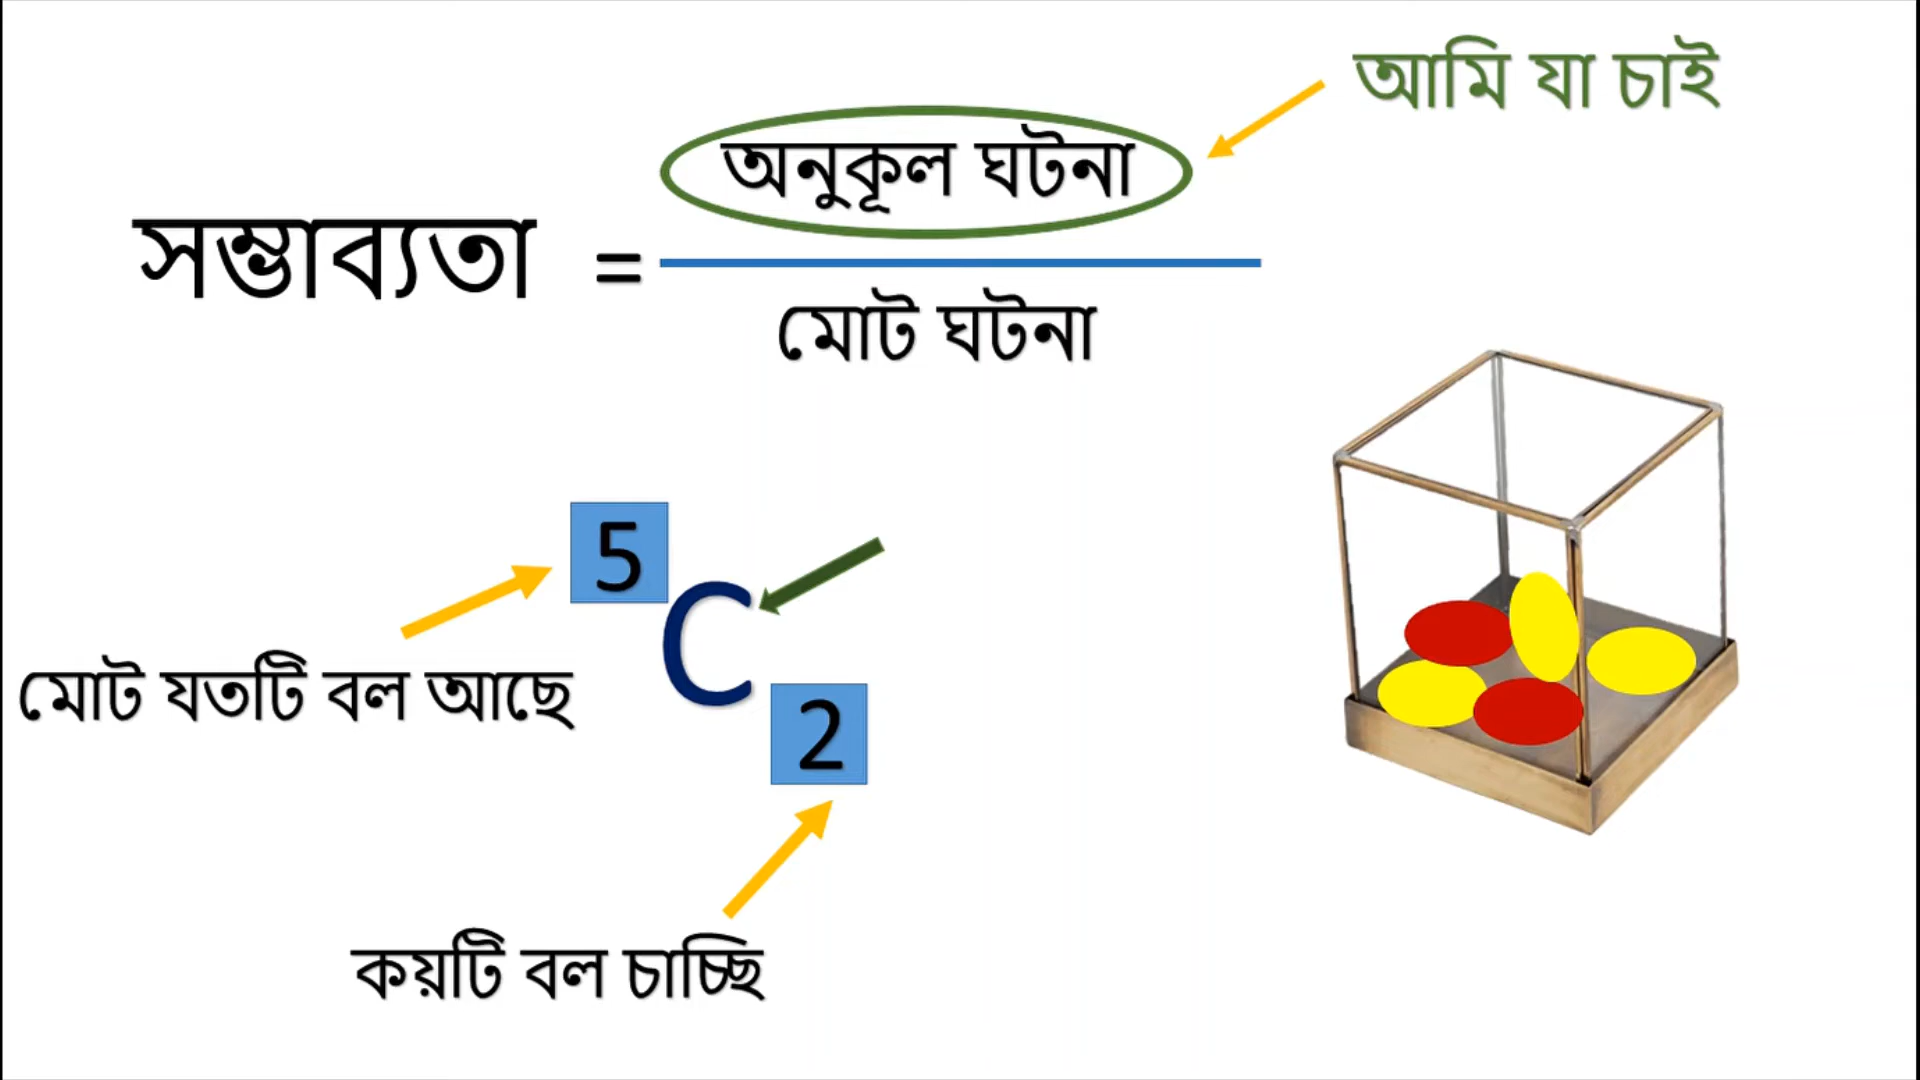 আমি যা চাই
অনুকূল ঘটনা
সম্ভাব্যতা =
মোট ঘটনা
5
C
2
মোট যতটি বল আছে
কয়টি বল চাচ্ছি